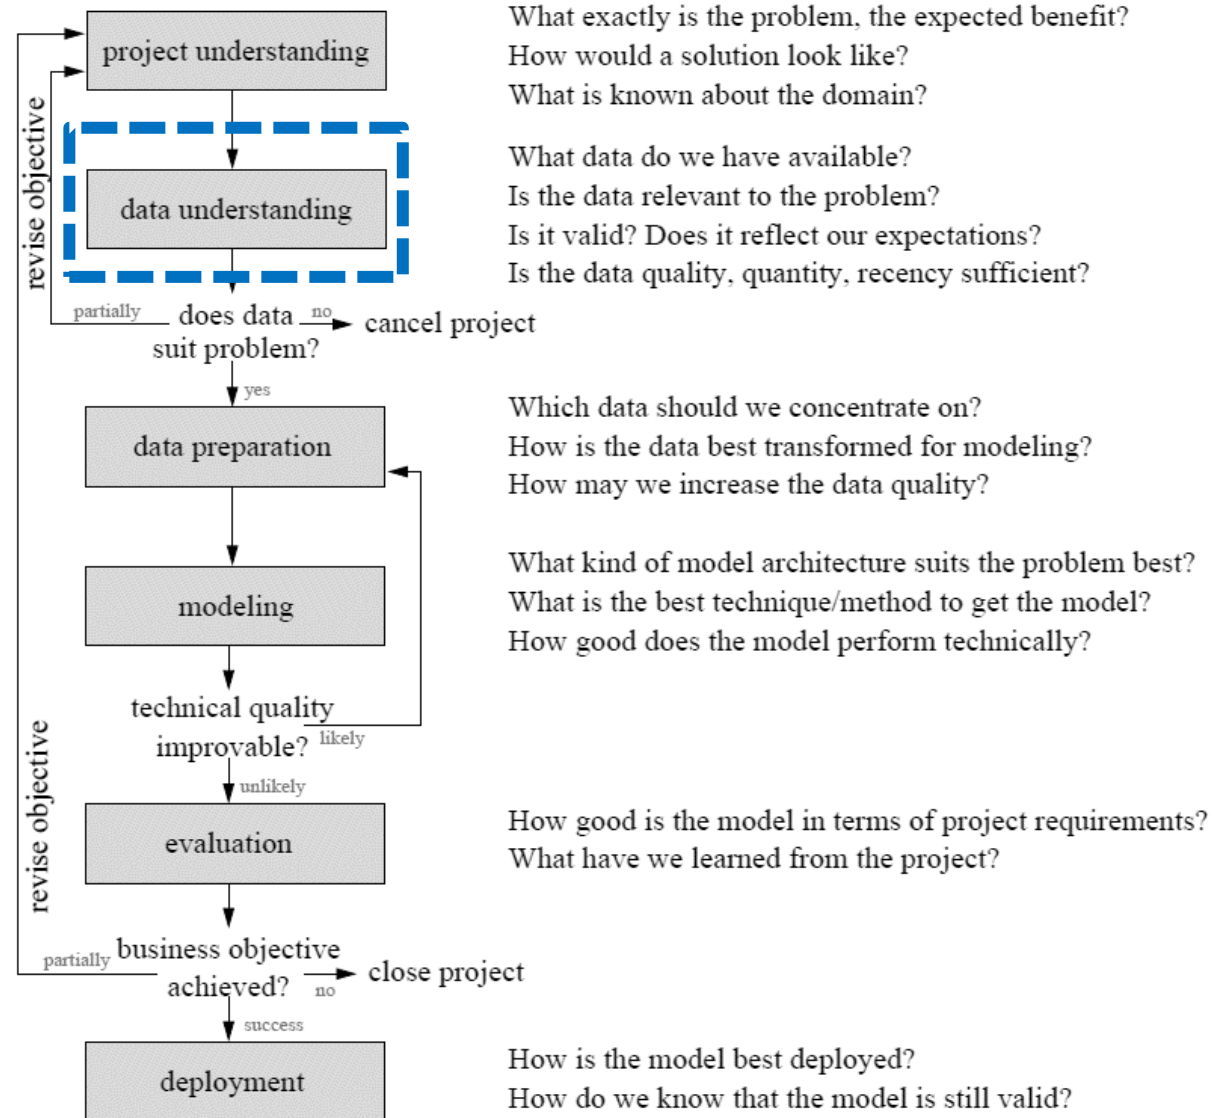 project understanding
What exactly is the problem, the expected benefit?
How would a solution look like?
What is known about the domain?
revise objective
data understanding
What data do we have available?
Is the data relevant to the problem?
Is it valid? Does it reflect our expectations?
Is the data quality, quantity, recency sufficient?
partially
does data
suit problem?
no
cancel project
yes
data preparation
Which data should we concentrate on?
How is the data best transformed for modeling?
How may we increase the data quality?
modeling
What kind of model architecture suits the problem best?
What is the best technique/method to get the model?
How good does the model perform technically?
technical quality
improvable?
likely
unlikely
revise objective
evaluation
How good is the model in terms of project requirements?
What have we learned from the project?
partially
business objective
achieved?
no
close project
success
deployment
How is the model best deployed?
How do we know that the model is still valid?